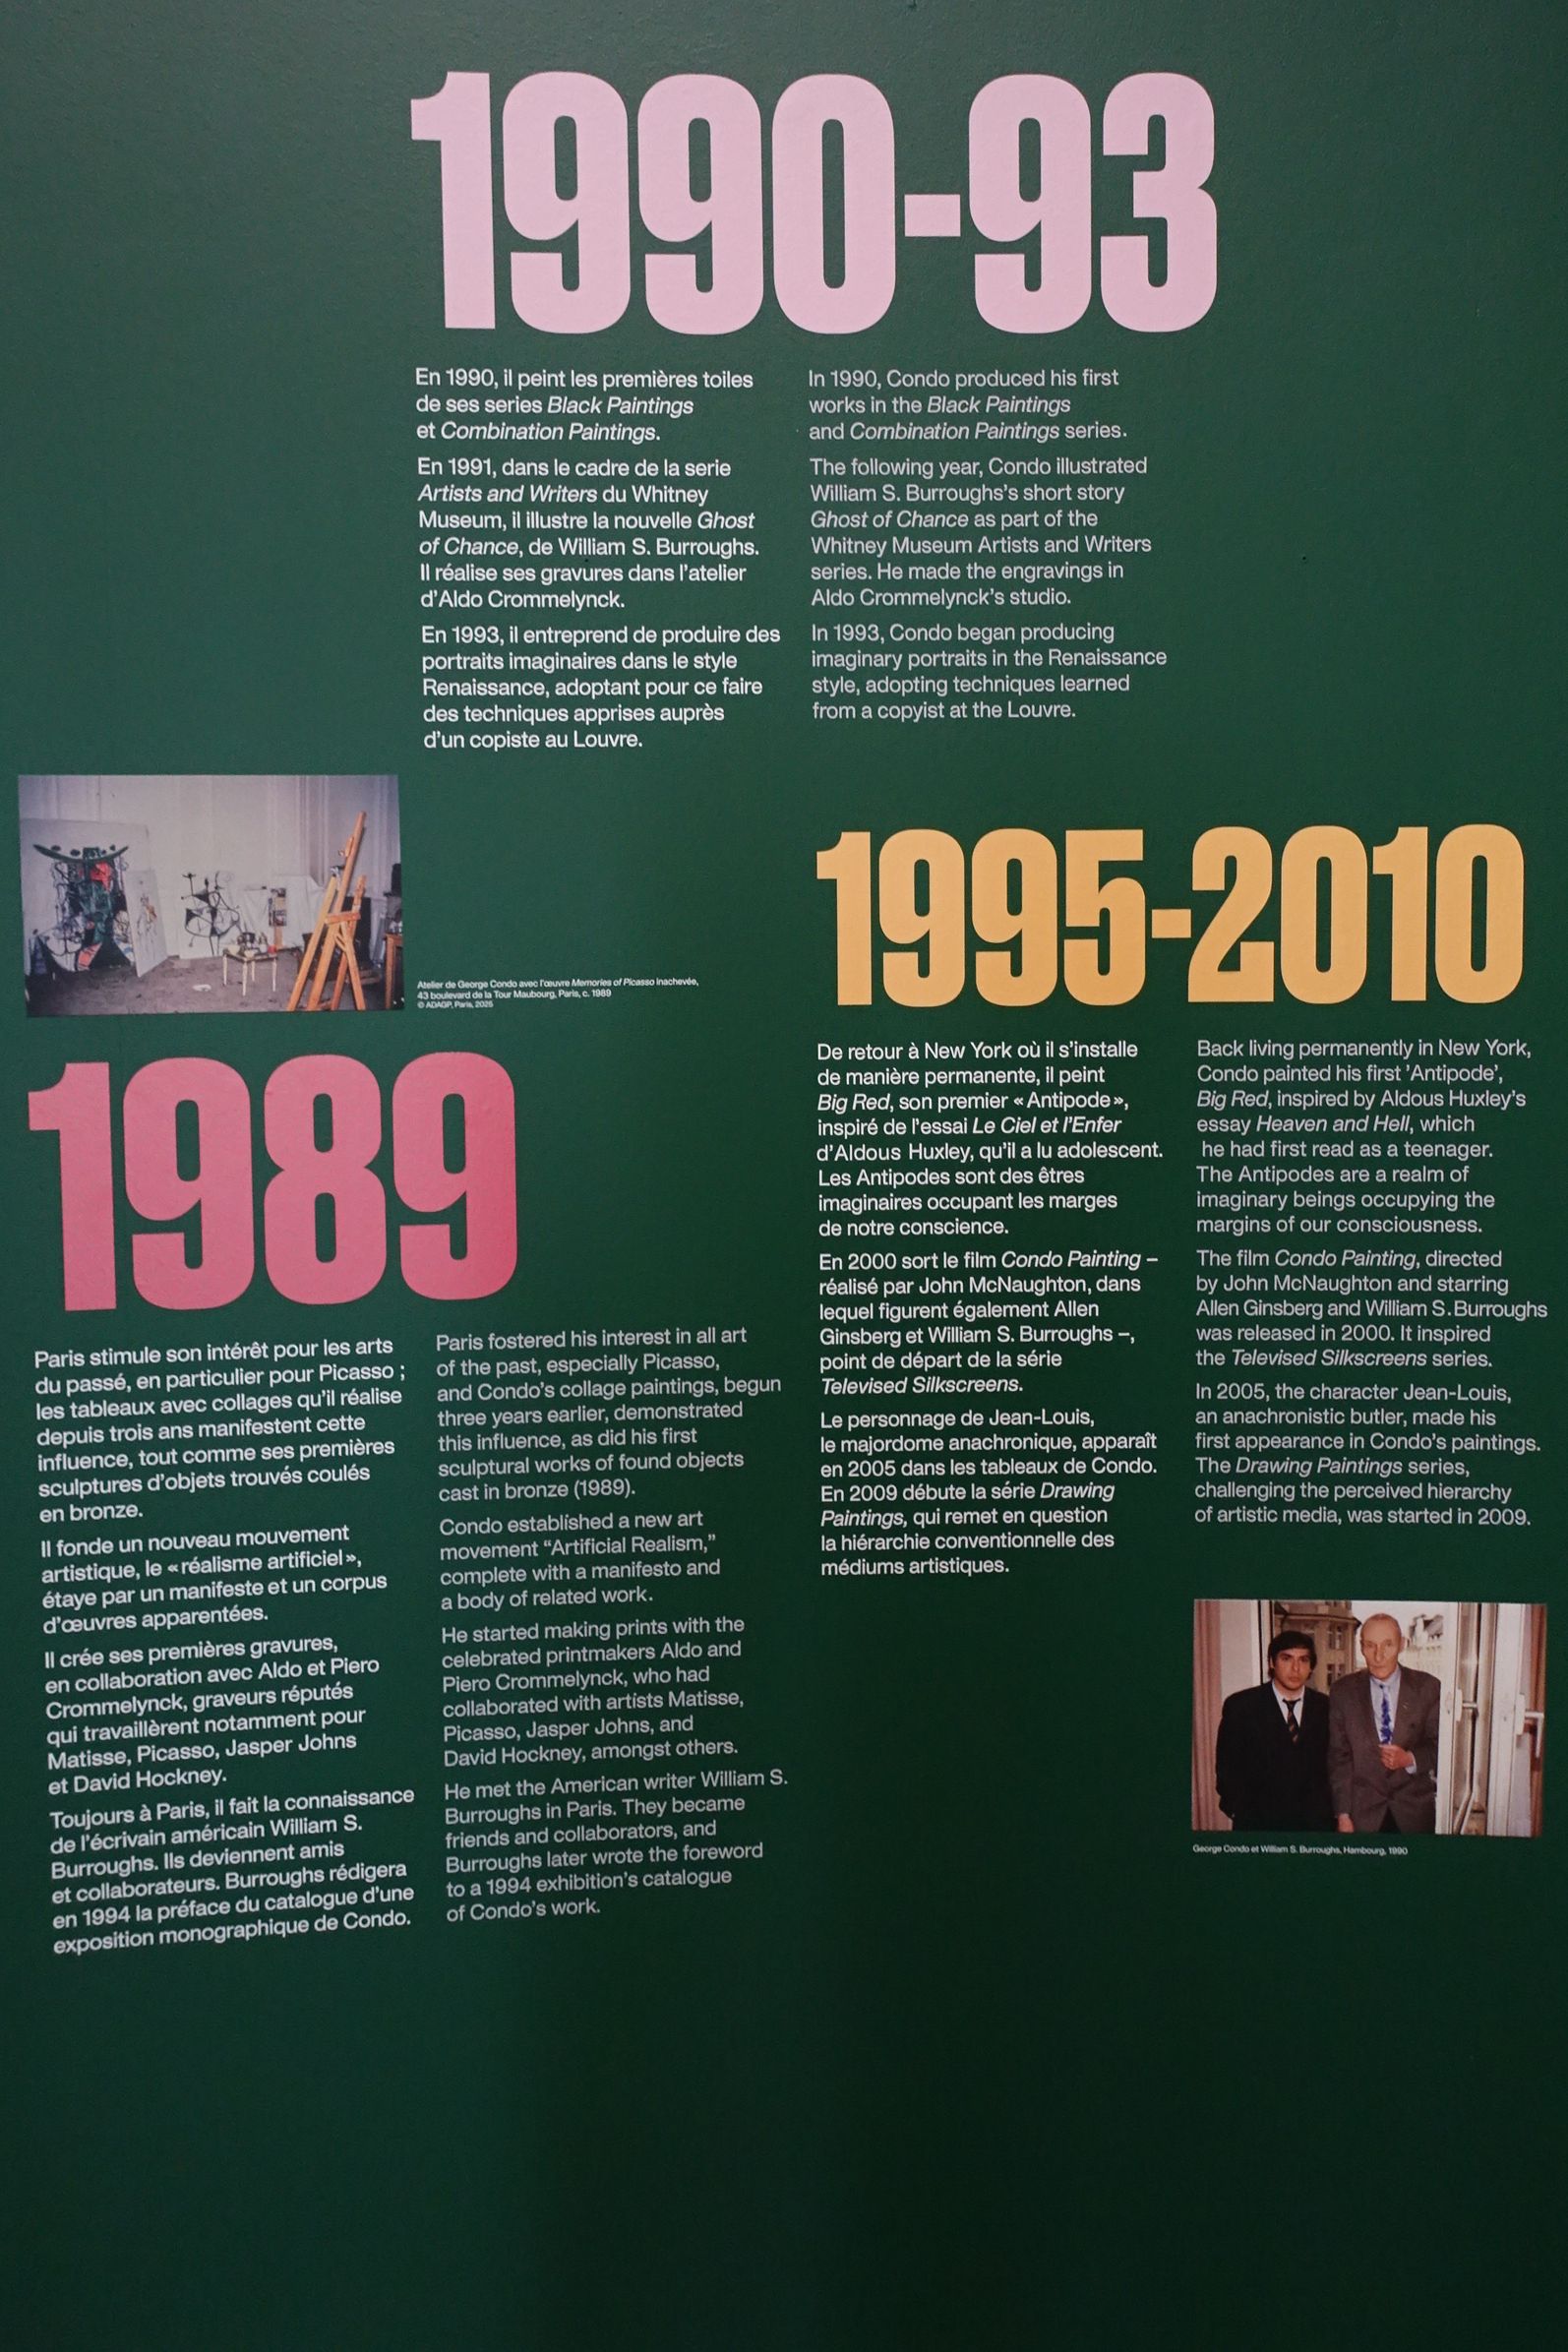 1990-93
En 1990, il peint les premières toiles
de ses series Black Paintings
et Combination Paintings.
En 1991, dans le cadre de la serie
Artists and Writers du Whitney
Museum, il illustre la nouvelle Ghost
of Chance, de William S. Burroughs.
Il réalise ses gravures dans l'atelier
d'Aldo Crommelynck.
En 1993, il entreprend de produire des
portraits imaginaires dans le style
Renaissance, adoptant pour ce faire
des techniques apprises auprès
d'un copiste au Louvre.
In 1990, Condo produced his first
works in the Black Paintings
and Combination Paintings series.
The following year, Condo illustrated
William S. Burroughs's short story
Ghost of Chance as part of the
Whitney Museum Artists and Writers
series. He made the engravings in
Aldo Crommelynck's studio.
In 1993, Condo began producing
imaginary portraits in the Renaissance
style, adopting techniques learned
from a copyist at the Louvre.
Atelier de George Condo avec l'œuvre Memories of Picasso inachevée,
43 boulevard de la Tour Maubourg, Paris, c. 1989
© ADAGP, Paris, 2025
1989
Paris stimule son intérêt pour les arts
du passé, en particulier pour Picasso ;
les tableaux avec collages qu'il réalise
depuis trois ans manifestent cette
influence, tout comme ses premières
sculptures d'objets trouvés coulés
en bronze.
Il fonde un nouveau mouvement
artistique, le « réalisme artificiel »,
étaye par un manifeste et un corpus
d'œuvres apparentées.
Il crée ses premières gravures,
en collaboration avec Aldo et Piero
Crommelynck, graveurs réputés
qui travaillèrent notamment pour
Matisse, Picasso, Jasper Johns
et David Hockney.
Toujours à Paris, il fait la connaissance
de l'écrivain américain William S.
Burroughs. Ils deviennent amis
et collaborateurs. Burroughs rédigera
en 1994 la préface du catalogue d'une
exposition monographique de Condo.
Paris fostered his interest in all art
of the past, especially Picasso,
and Condo's collage paintings, begun
three years earlier, demonstrated
this influence, as did his first
sculptural works of found objects
cast in bronze (1989).
Condo established a new art
movement “Artificial Realism,”
complete with a manifesto and
a body of related work.
He started making prints with the
celebrated printmakers Aldo and
Piero Crommelynck, who had
collaborated with artists Matisse,
Picasso, Jasper Johns, and
David Hockney, amongst others.
He met the American writer William S.
Burroughs in Paris. They became
friends and collaborators, and
Burroughs later wrote the foreword
to a 1994 exhibition's catalogue
of Condo's work.
1995-2010
De retour à New York où il s'installe
de manière permanente, il peint
Big Red, son premier « Antipode »,
inspiré de l'essai Le Ciel et l'Enfer
d'Aldous Huxley, qu'il a lu adolescent.
Les Antipodes sont des êtres
imaginaires occupant les marges
de notre conscience.
En 2000 sort le film Condo Painting –
réalisé par John McNaughton, dans
lequel figurent également Allen
Ginsberg et William S. Burroughs –,
point de départ de la série
Televised Silkscreens.
Le personnage de Jean-Louis,
le majordome anachronique, apparaît
en 2005 dans les tableaux de Condo.
En 2009 débute la série Drawing
Paintings, qui remet en question
la hiérarchie conventionnelle des
médiums artistiques.
Back living permanently in New York,
Condo painted his first 'Antipode',
Big Red, inspired by Aldous Huxley's
essay Heaven and Hell, which
he had first read as a teenager.
The Antipodes are a realm of
imaginary beings occupying the
margins of our consciousness.
The film Condo Painting, directed
by John McNaughton and starring
Allen Ginsberg and William S. Burroughs
was released in 2000. It inspired
the Televised Silkscreens series.
In 2005, the character Jean-Louis,
an anachronistic butler, made his
first appearance in Condo's paintings.
The Drawing Paintings series,
challenging the perceived hierarchy
of artistic media, was started in 2009.
George Condo et William S. Burroughs, Hambourg, 1990